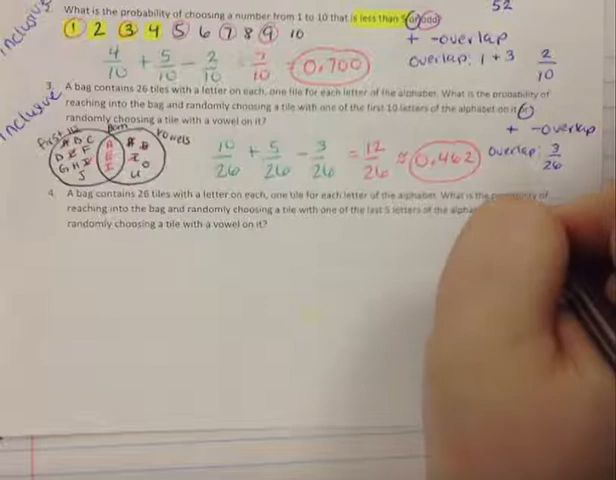 52
2. What is the probability of choosing a number from 1 to 10 that is less than 5 or odd?
inclusive
1 2 3 4 5 6 7 8 9 10
+ -overlap
overlap: 1 + 3 2/10
4/10 + 5/10 - 2/10 = 7/10 = 0.700
3. A bag contains 26 tiles with a letter on each, one tile for each letter of the alphabet. What is the probability of
reaching into the bag and randomly choosing a tile with one of the first 10 letters of the alphabet on it or
randomly choosing a tile with a vowel on it?
inclusive
+ -overlap
overlap: 3/26
first 10 Both vowels
A B C
D E F
G H I
J
A
E
I
A E
I O
U
10/26 + 5/26 - 3/26 = 12/26 ≈ 0.462
4. A bag contains 26 tiles with a letter on each, one tile for each letter of the alphabet. What is the probability of
reaching into the bag and randomly choosing a tile with one of the last 5 letters of the
randomly choosing a tile with a vowel on it?